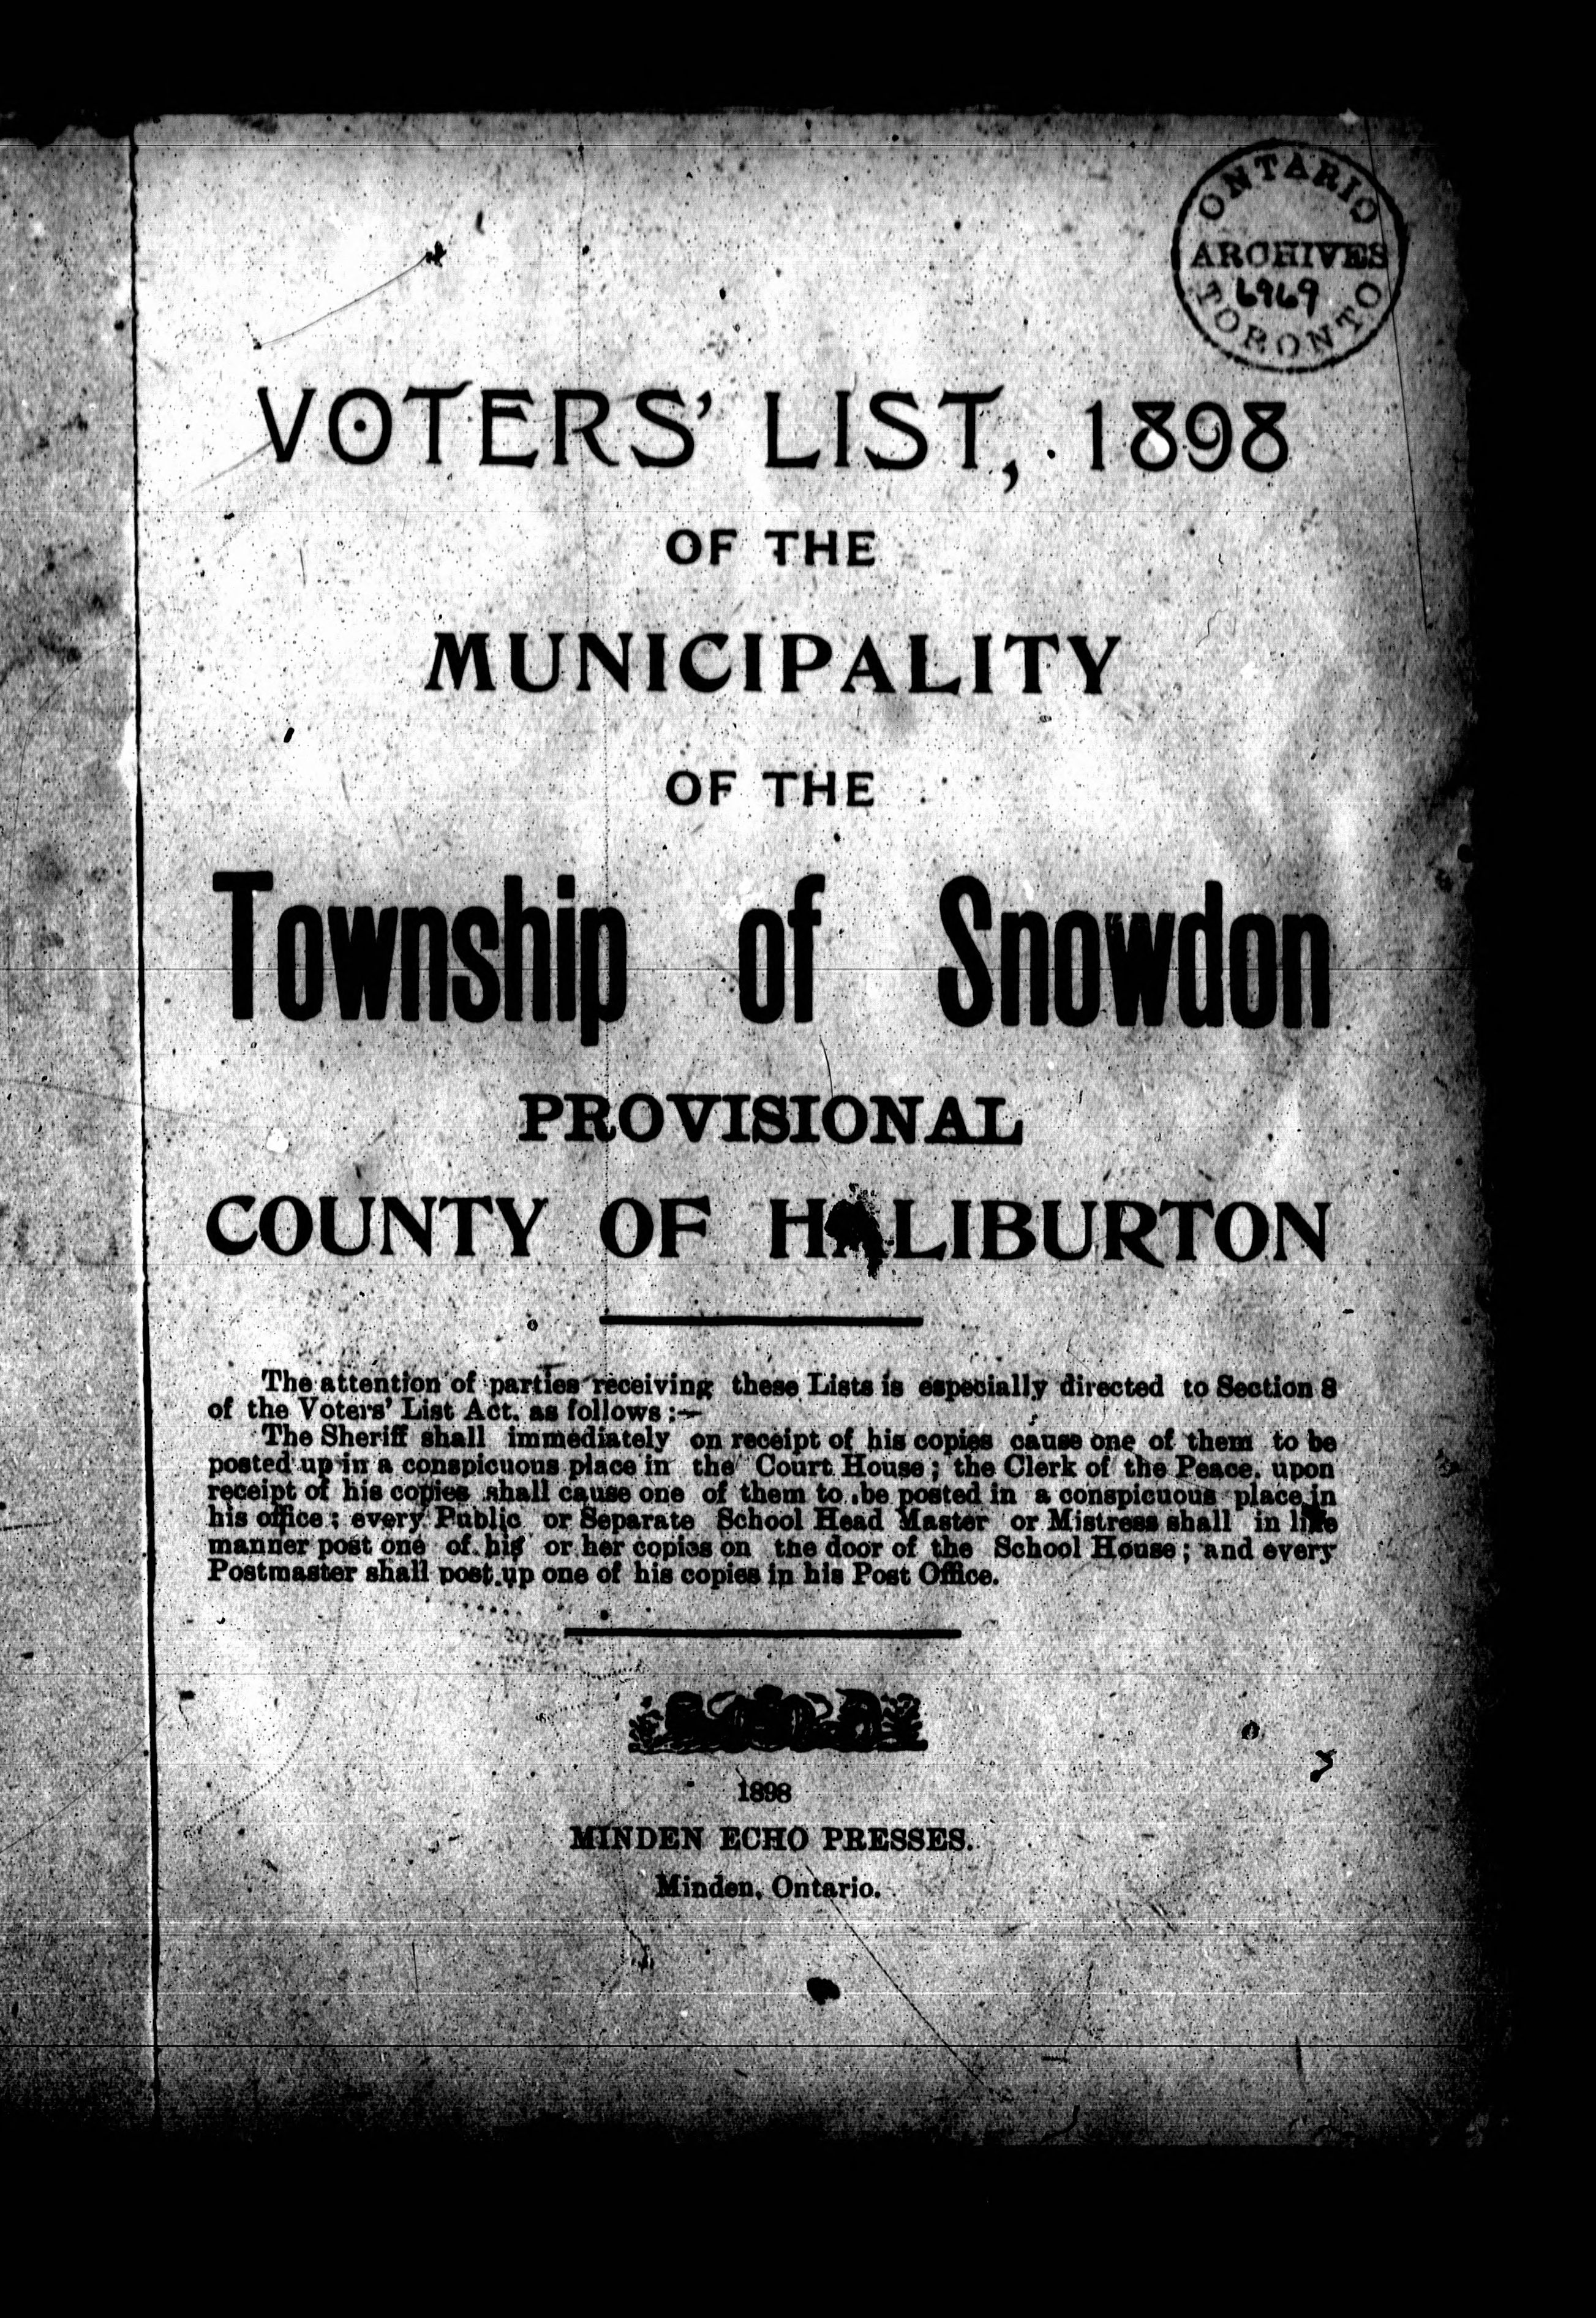 ONTARIO
ARCHIVES
6969
TORONTO
VOTERS' LIST, 1898
OF THE
MUNICIPALITY
OF THE
Township of Snowdon
PROVISIONAL
COUNTY OF HALIBURTON
The attention of parties receiving these Lists is especially directed to Section 8
of the Voters' List Act, as follows:—
The Sheriff shall immediately on receipt of his copies cause one of them to be
posted up in a conspicuous place in the Court House; the Clerk of the Peace, upon
receipt of his copies shall cause one of them to be posted in a conspicuous place in
his office; every Public or Separate School Head Master or Mistress shall in like
manner post one of his or her copies on the door of the School House; and every
Postmaster shall post up one of his copies in his Post Office.
1898
MINDEN ECHO PRESSES.
Minden, Ontario.